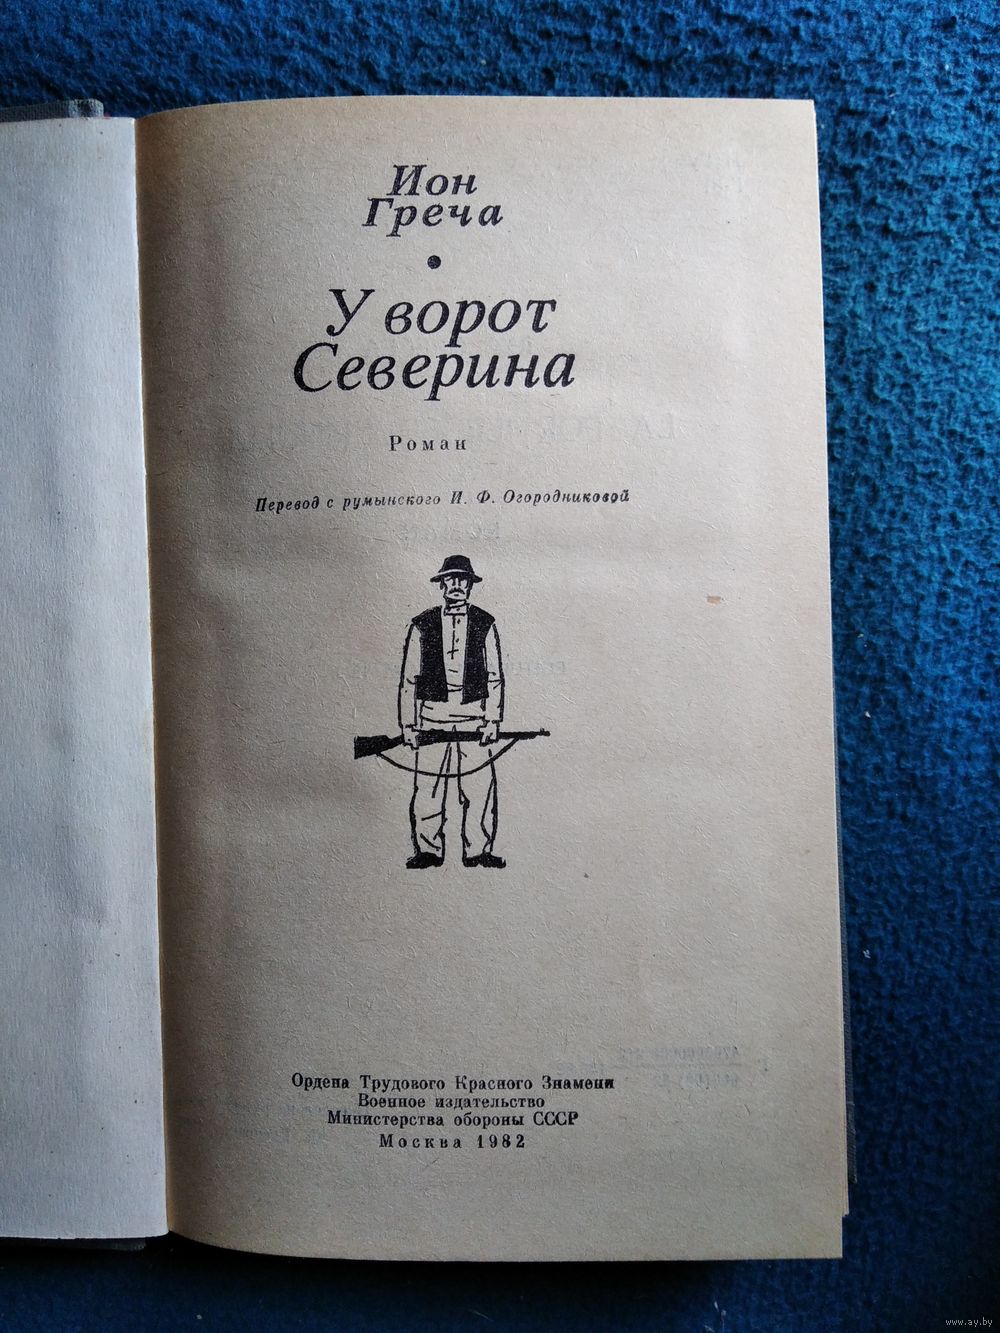 Ион
Греча
У ворот
Северина
Роман
Перевод с румынского И. Ф. Огородниковой
Ордена Трудового Красного Знамени
Военное издательство
Министерства обороны СССР
Москва 1982
www.ay.by